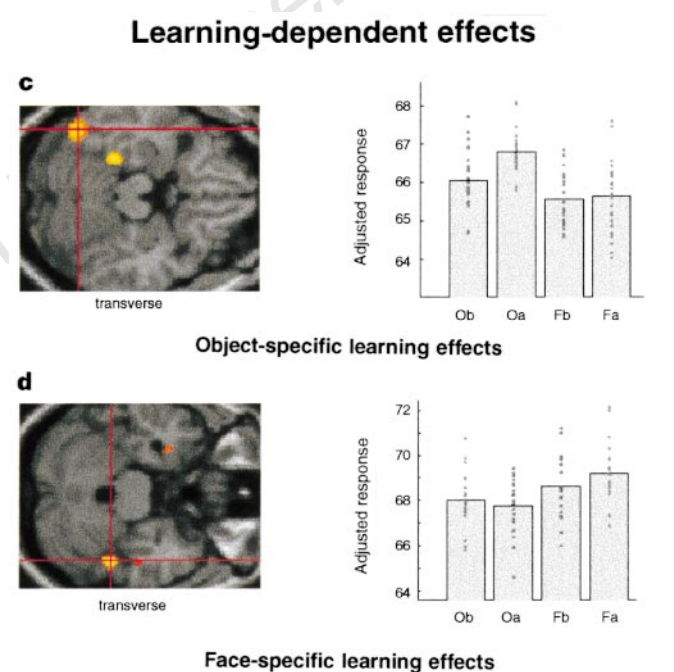 Learning-dependent effects
c
68
67
66
65
64
Adjusted response
Ob Oa Fb Fa
transverse
Object-specific learning effects
d
72
70
68
66
64
Adjusted response
Ob Oa Fb Fa
transverse
Face-specific learning effects